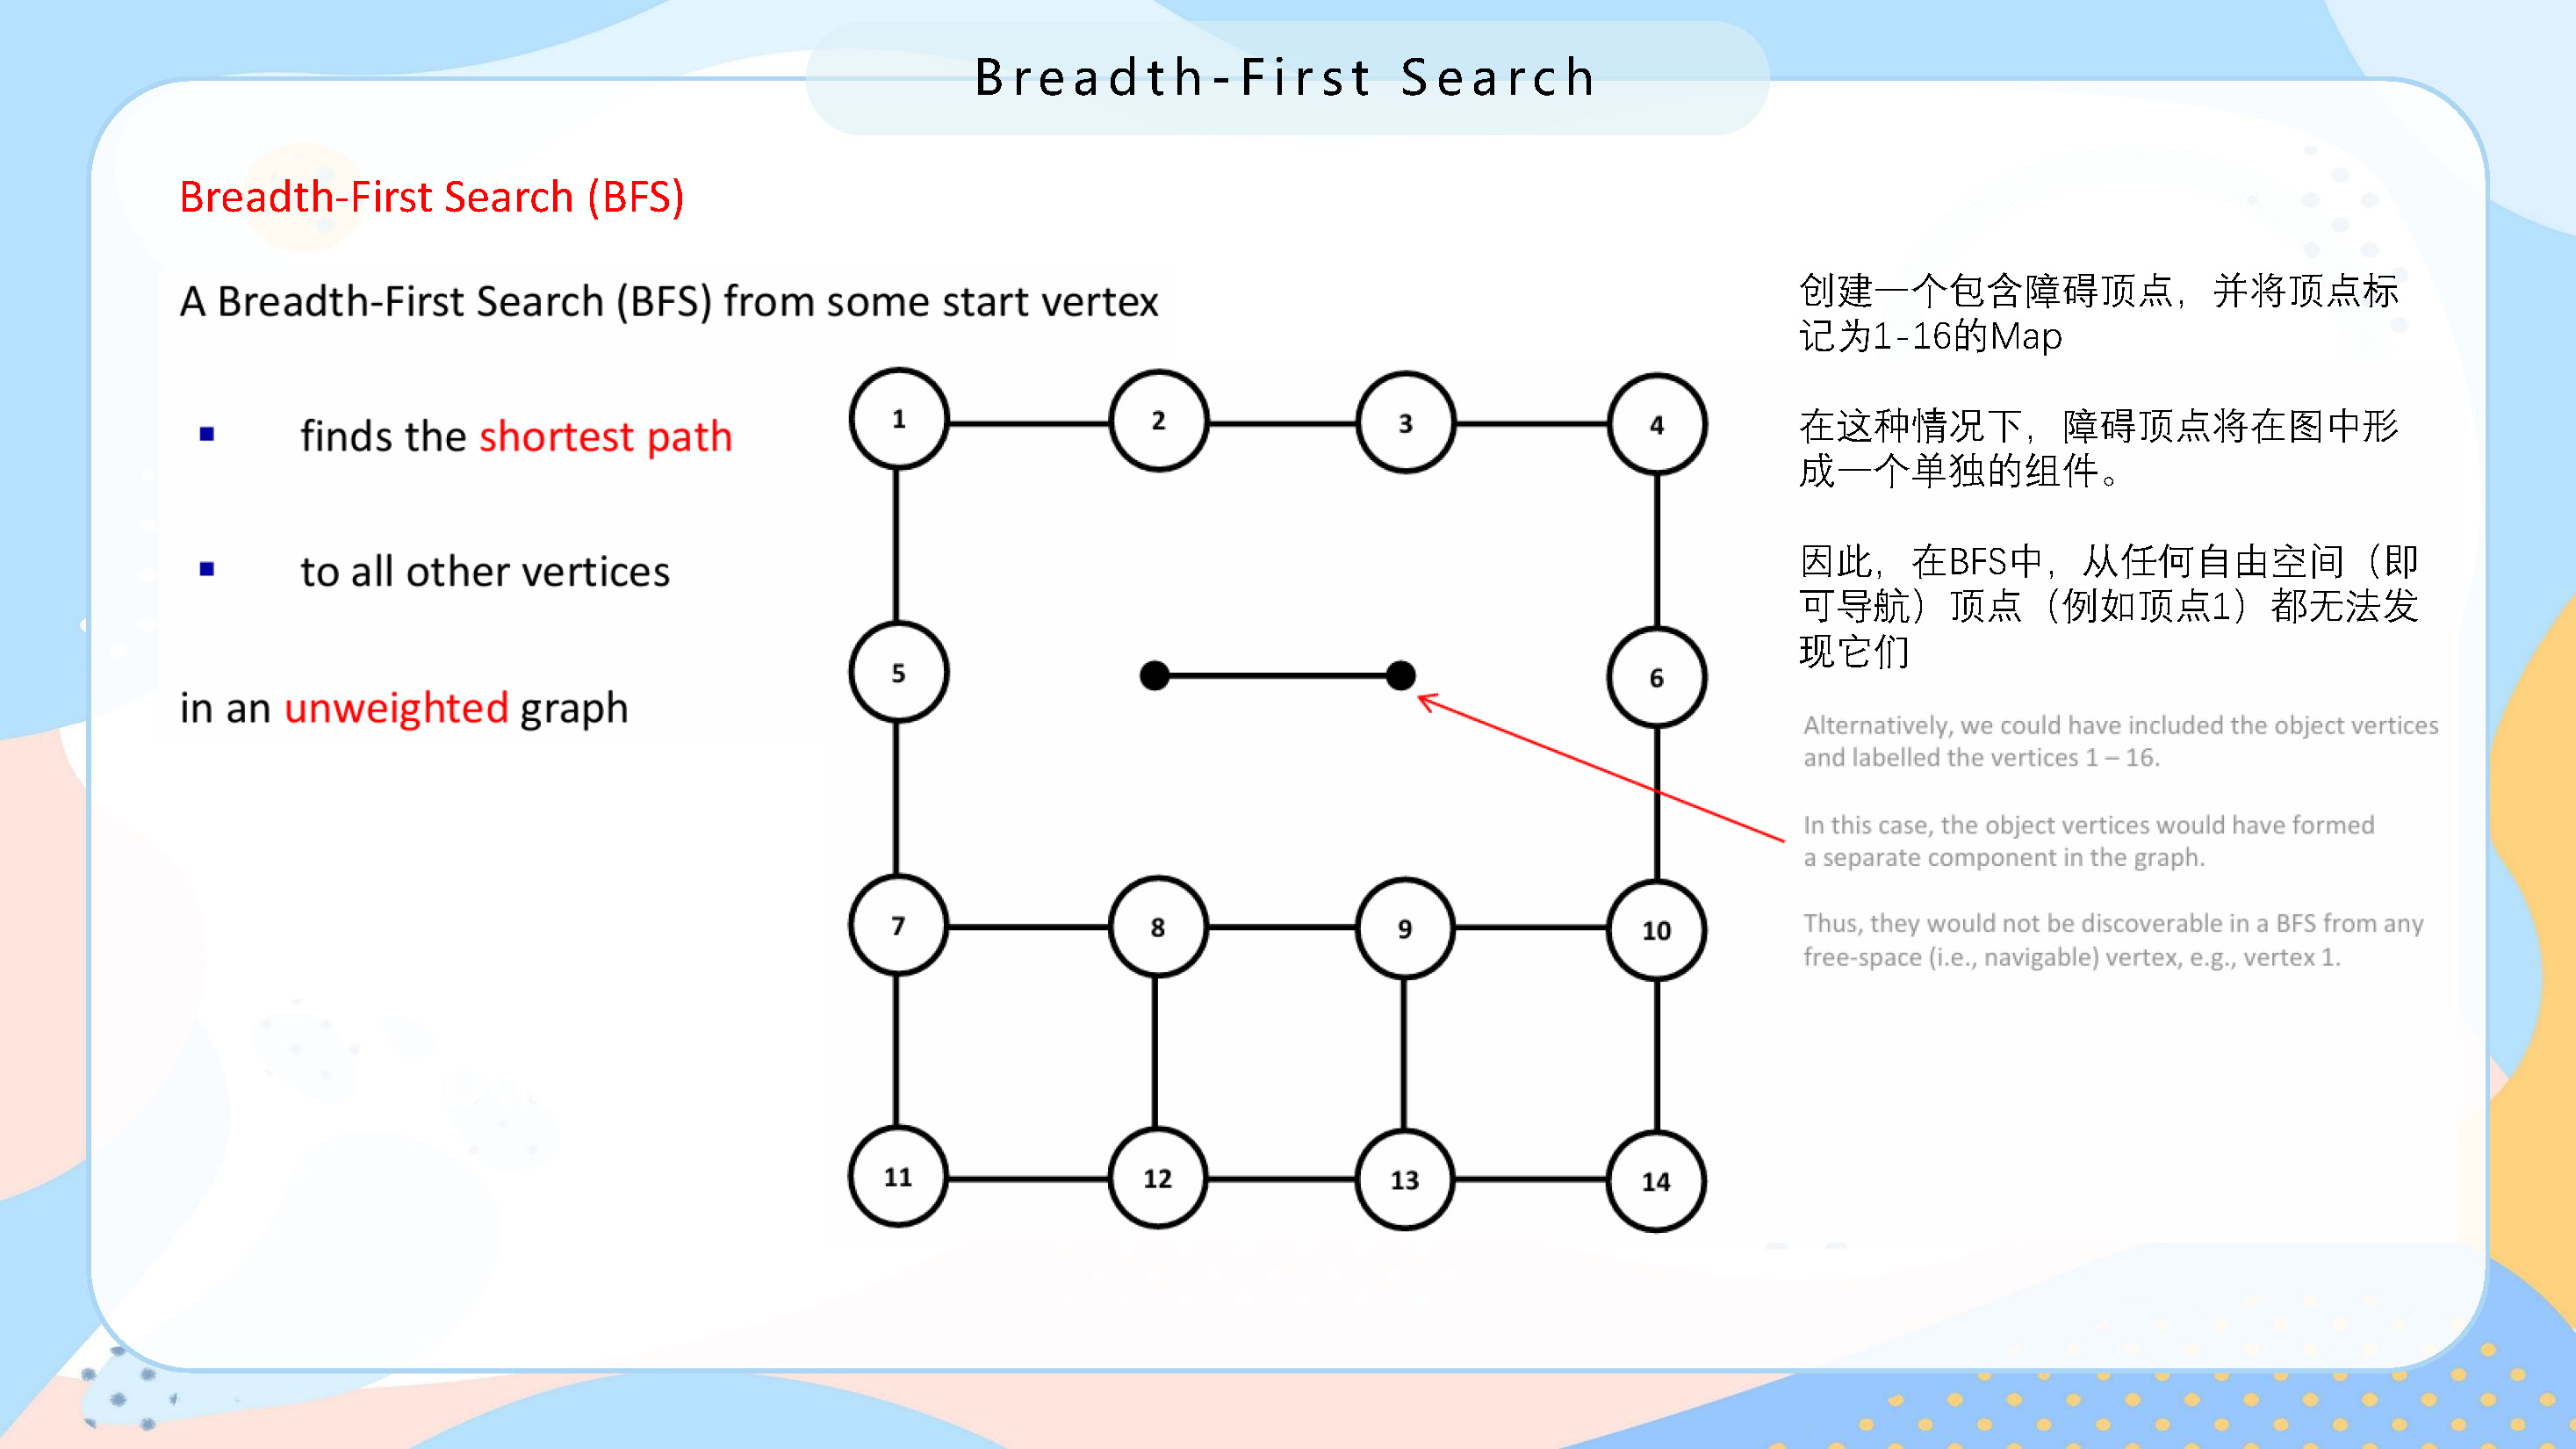 Breadth-First Search
Breadth-First Search (BFS)
A Breadth-First Search (BFS) from some start vertex
▪ finds the shortest path
▪ to all other vertices
in an unweighted graph
1
2
3
4
5
6
7
8
9
10
11
12
13
14
创建一个包含障碍顶点，并将顶点标
记为1-16的Map
在这种情况下，障碍顶点将在图中形
成一个单独的组件。
因此，在BFS中，从任何自由空间（即
可导航）顶点（例如顶点1）都无法发
现它们
Alternatively, we could have included the object vertices
and labelled the vertices 1 – 16.
In this case, the object vertices would have formed
a separate component in the graph.
Thus, they would not be discoverable in a BFS from any
free-space (i.e., navigable) vertex, e.g., vertex 1.